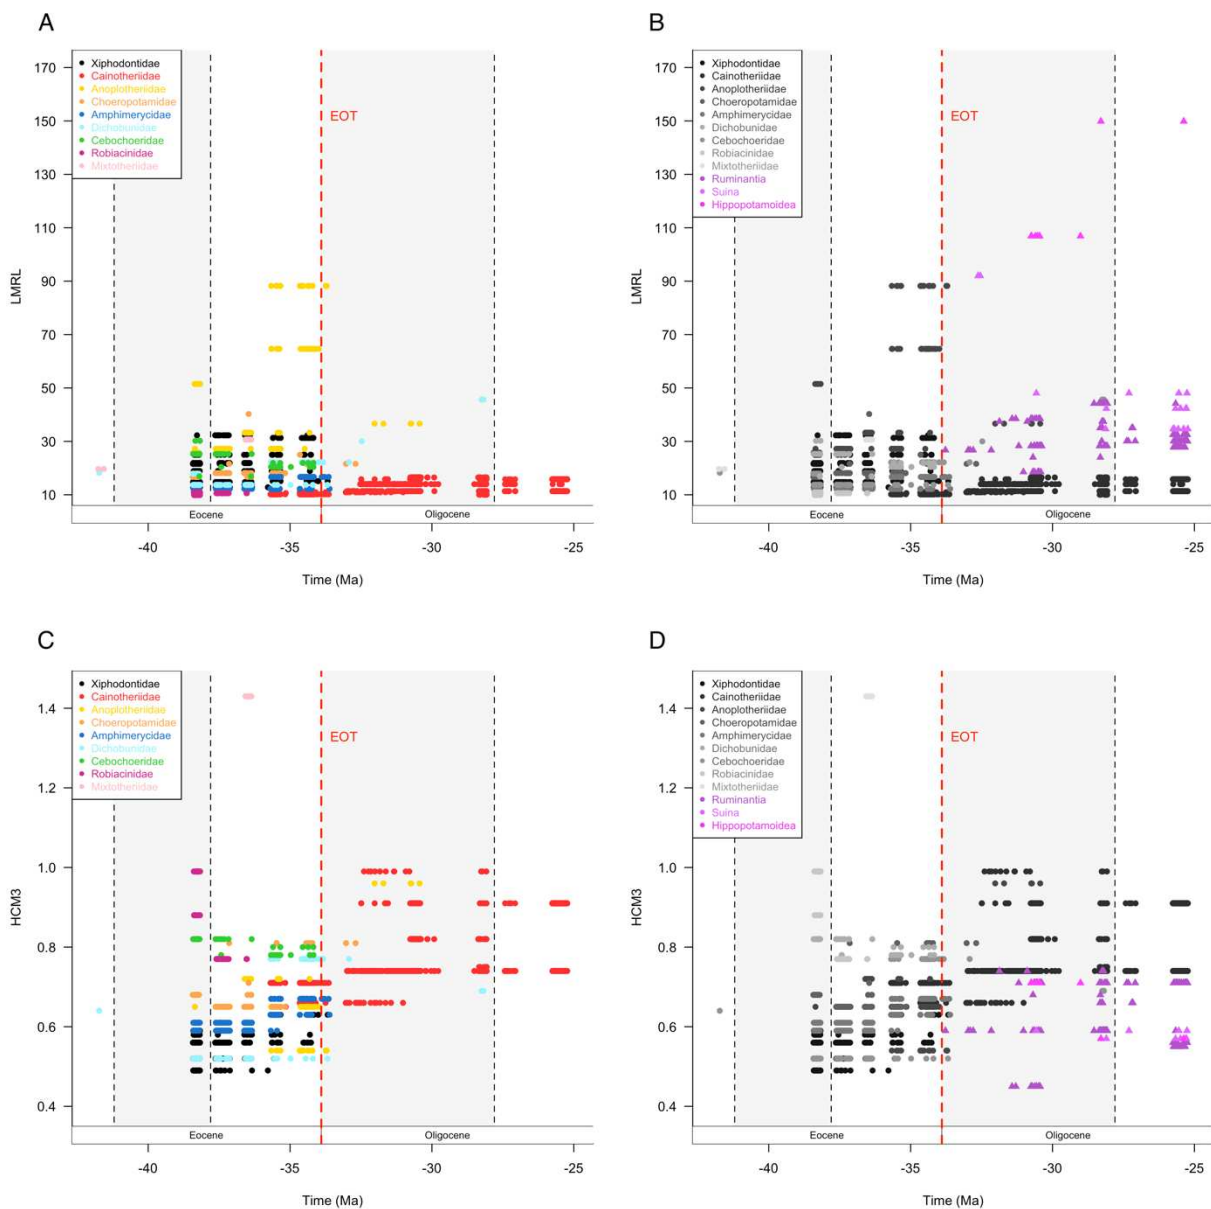 A
170
150
130
110
90
70
50
30
10
LMRL
Xiphodontidae
Cainotheriidae
Anoplotheriidae
Choeropotamidae
Amphimerycidae
Dichobunidae
Cebochoeridae
Robiacinidae
Mixtotheriidae
EOT
Eocene
Oligocene
-40
-35
-30
-25
Time (Ma)
B
170
150
130
110
90
70
50
30
10
LMRL
Xiphodontidae
Cainotheriidae
Anoplotheriidae
Choeropotamidae
Amphimerycidae
Dichobunidae
Cebochoeridae
Robiacinidae
Mixtotheriidae
Ruminantia
Suina
Hippopotamoidea
EOT
Eocene
Oligocene
-40
-35
-30
-25
Time (Ma)
C
1.4
1.2
1.0
0.8
0.6
0.4
HCM3
Xiphodontidae
Cainotheriidae
Anoplotheriidae
Choeropotamidae
Amphimerycidae
Dichobunidae
Cebochoeridae
Robiacinidae
Mixtotheriidae
EOT
Eocene
Oligocene
-40
-35
-30
-25
Time (Ma)
D
1.4
1.2
1.0
0.8
0.6
0.4
HCM3
Xiphodontidae
Cainotheriidae
Anoplotheriidae
Choeropotamidae
Amphimerycidae
Dichobunidae
Cebochoeridae
Robiacinidae
Mixtotheriidae
Ruminantia
Suina
Hippopotamoidea
EOT
Eocene
Oligocene
-40
-35
-30
-25
Time (Ma)